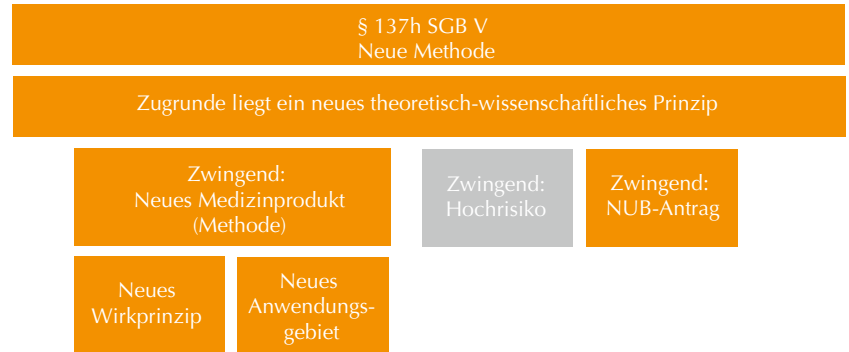 § 137h SGB V
Neue Methode
Zugrunde liegt ein neues theoretisch-wissenschaftliches Prinzip
Zwingend:
Neues Medizinprodukt
(Methode)
Zwingend:
Hochrisiko
Zwingend:
NUB-Antrag
Neues
Wirkprinzip
Neues
Anwendungs-
gebiet